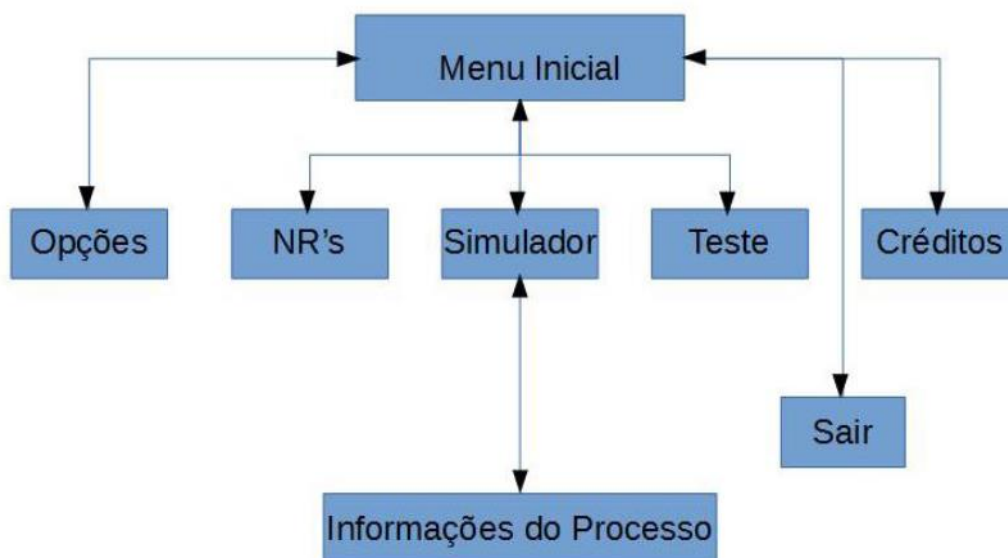 Menu Inicial
Opções
NR’s
Simulador
Teste
Créditos
Sair
Informações do Processo